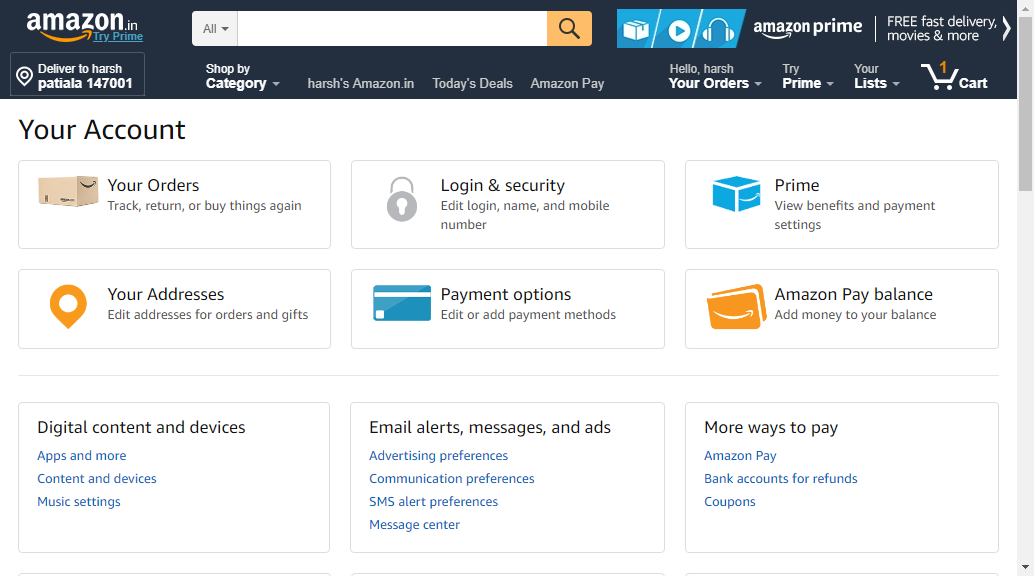 amazon.in
Try Prime
All
amazon prime
FREE fast delivery,
movies & more
Deliver to harsh
patiala 147001
Shop by
Category
harsh's Amazon.in
Today's Deals
Amazon Pay
Hello, harsh
Your Orders
Try
Prime
Your
Lists
1
Cart
Your Account
Your Orders
Track, return, or buy things again
Login & security
Edit login, name, and mobile
number
Prime
View benefits and payment
settings
Your Addresses
Edit addresses for orders and gifts
Payment options
Edit or add payment methods
Amazon Pay balance
Add money to your balance
Digital content and devices
Apps and more
Content and devices
Music settings
Email alerts, messages, and ads
Advertising preferences
Communication preferences
SMS alert preferences
Message center
More ways to pay
Amazon Pay
Bank accounts for refunds
Coupons